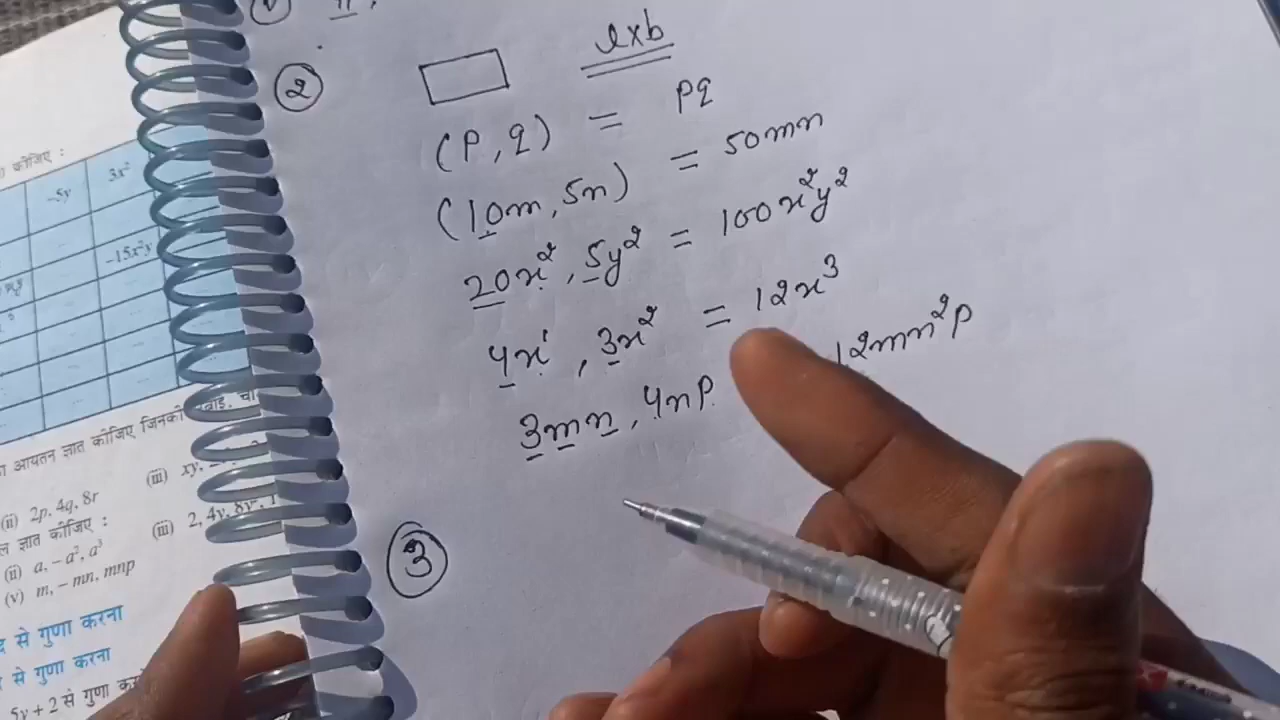 ② l×b
(p, q) = pq
(10m, 5n) = 50mn
20x², 5y² = 100x²y²
4x¹, 3x² = 12x³
3mn, 4np 12mn²p
③
कीजिए :
-5y 3x²
-15x²y
आयतन ज्ञात कीजिए जिनकी
(ii) 2p, 4q, 8r (iii) xy,
ज्ञात कीजिए : (iii) 2, 4y, 8y
(ii) a, – a², a³
(v) m, – mn, mnp
से गुणा करना
से गुणा करना
5y + 2 से गुणा